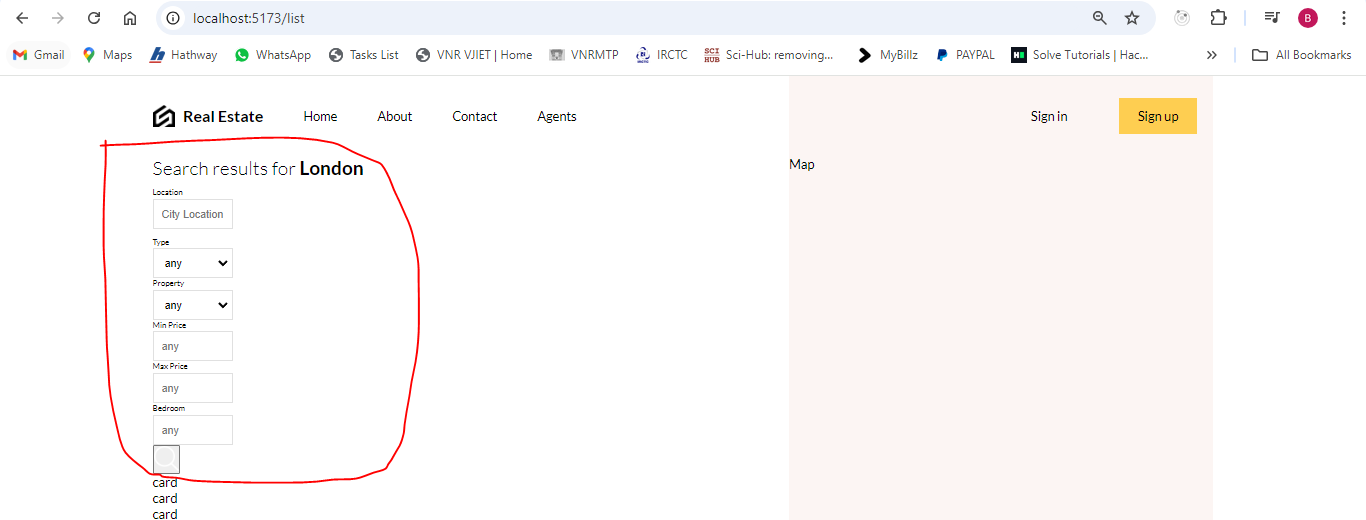 localhost:5173/list
B
Gmail Maps Hathway WhatsApp Tasks List VNR VJIET | Home VNRMTP IRCTC SCI HUB Sci-Hub: removing... MyBillz PAYPAL H Solve Tutorials | Hac... » All Bookmarks
Real Estate Home About Contact Agents Sign in Sign up
Search results for London
Map
Location
City Location
Type
any
Property
any
Min Price
any
Max Price
any
Bedroom
any
card
card
card